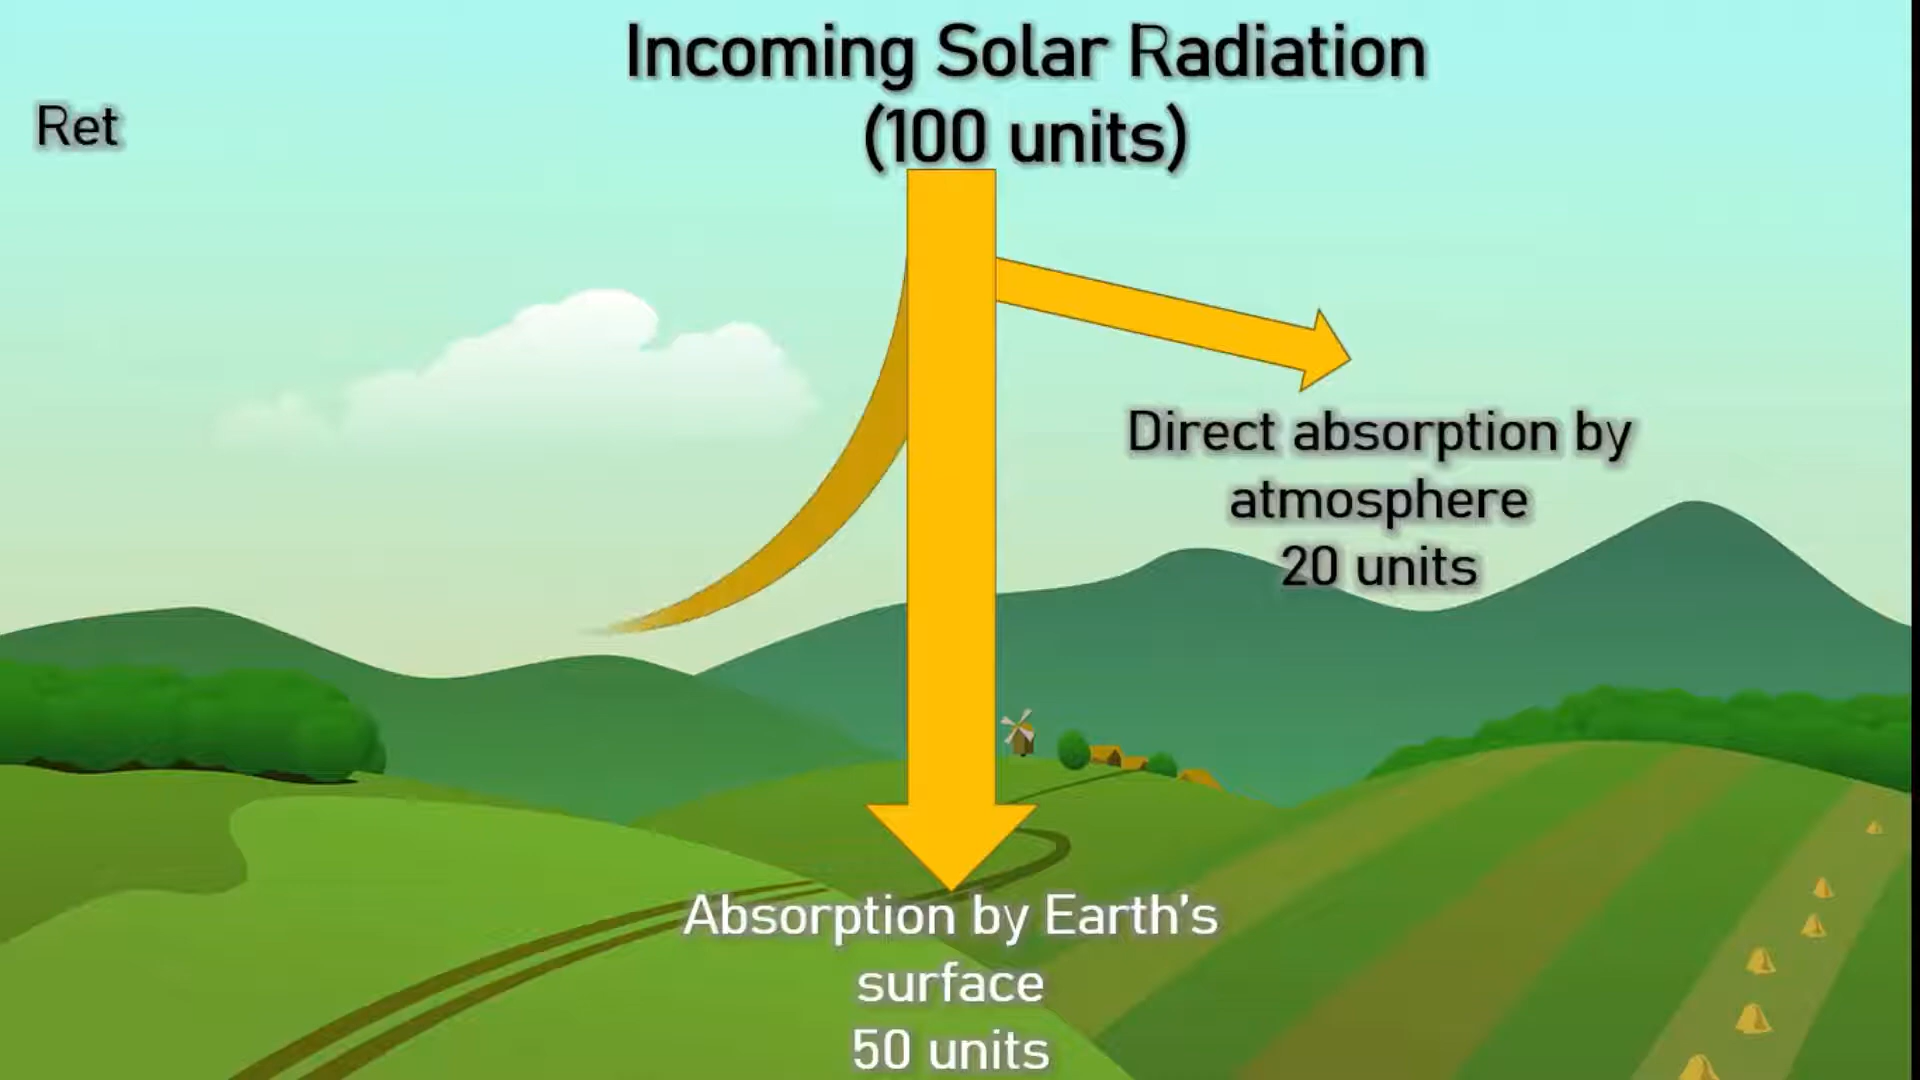 Incoming Solar Radiation
(100 units)
Ret
Direct absorption by
atmosphere
20 units
Absorption by Earth's
surface
50 units